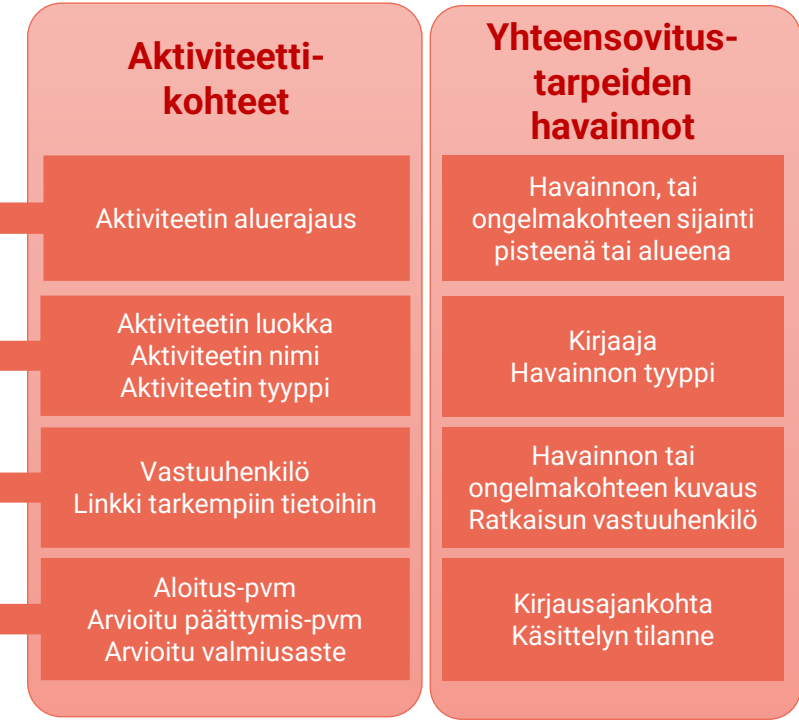 Aktiviteetti-
kohteet
Aktiviteetin aluerajaus
Aktiviteetin luokka
Aktiviteetin nimi
Aktiviteetin tyyppi
Vastuuhenkilö
Linkki tarkempiin tietoihin
Aloitus-pvm
Arvioitu päättymis-pvm
Arvioitu valmiusaste
Yhteensovitus-
tarpeiden
havainnot
Havainnon, tai
ongelmakohteen sijainti
pisteenä tai alueena
Kirjaaja
Havainnon tyyppi
Havainnon tai
ongelmakohteen kuvaus
Ratkaisun vastuuhenkilö
Kirjausajankohta
Käsittelyn tilanne